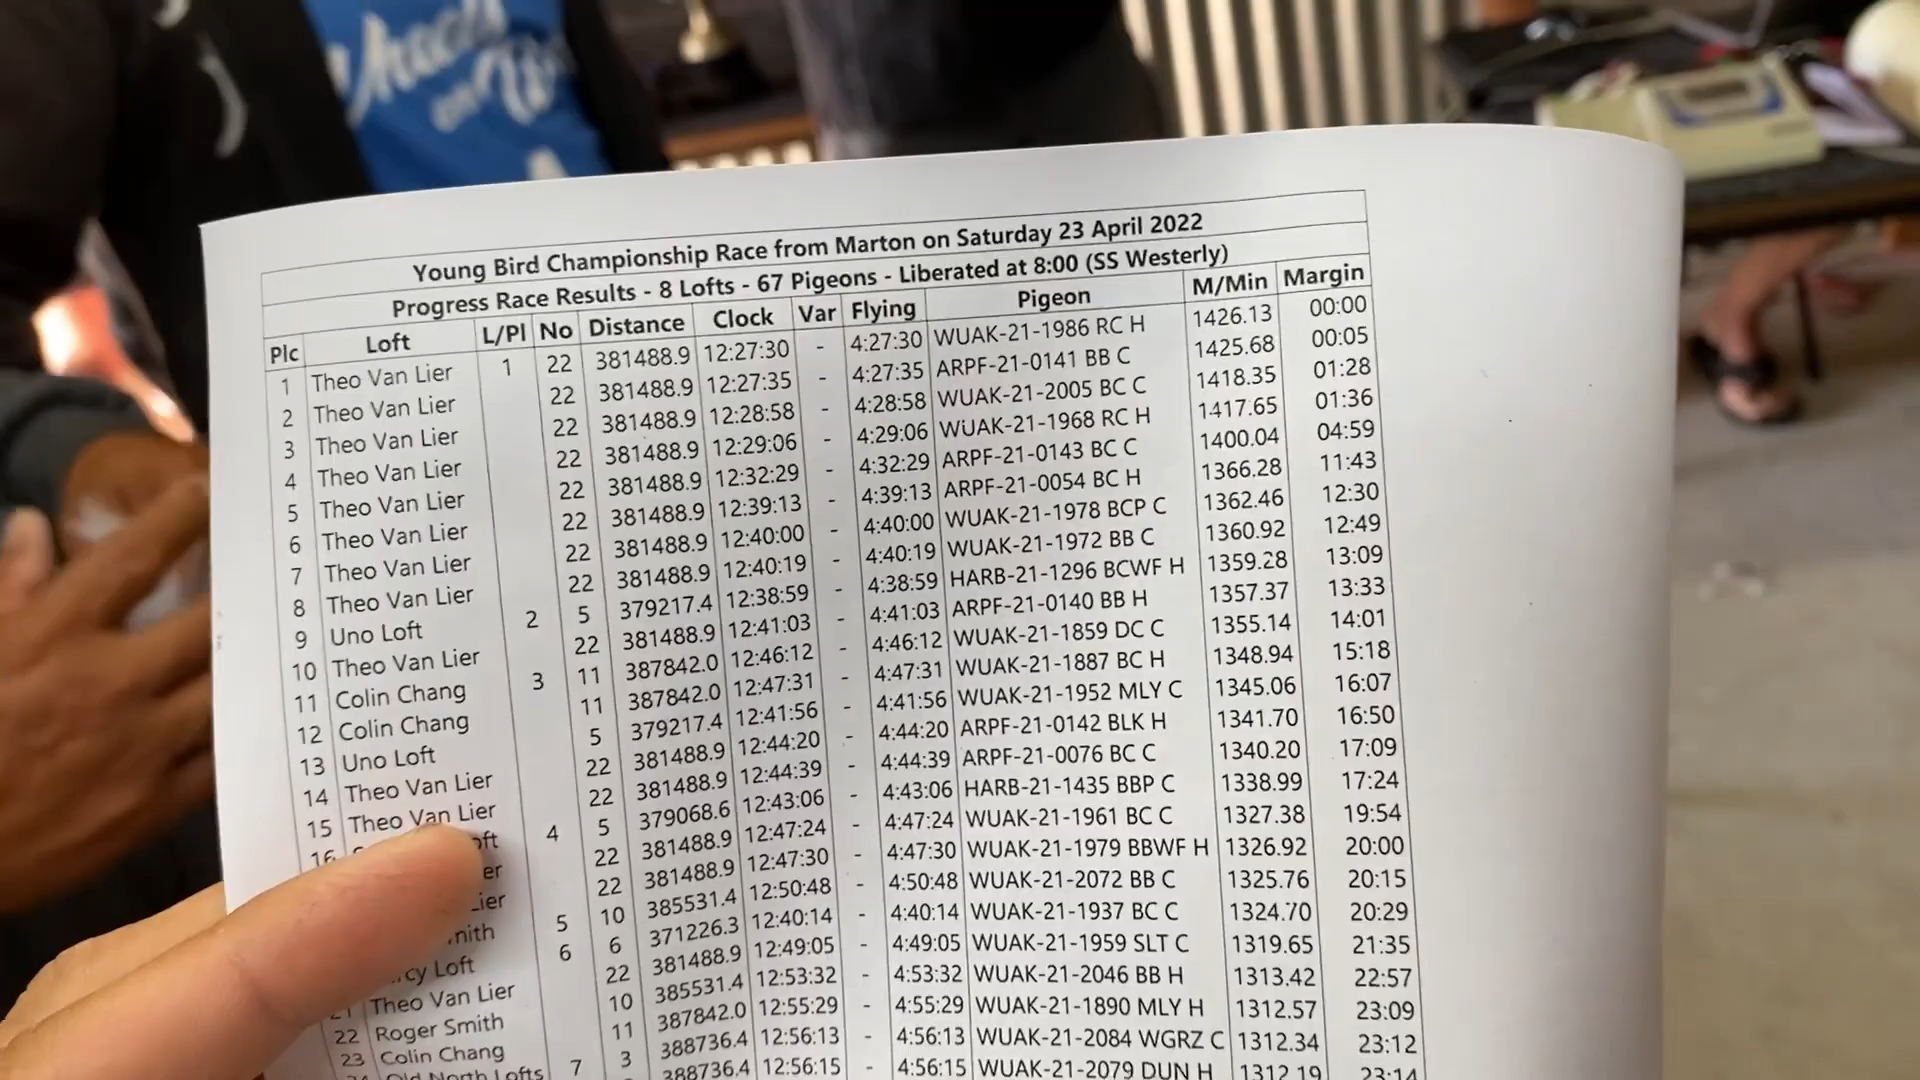 Young Bird Championship Race from Marton on Saturday 23 April 2022
Progress Race Results - 8 Lofts - 67 Pigeons - Liberated at 8:00 (SS Westerly)
Plc Loft L/Pl No Distance Clock Var Flying Pigeon M/Min Margin
1 Theo Van Lier 1 22 381488.9 12:27:30 - 4:27:30 WUAK-21-1986 RC H 1426.13 00:00
2 Theo Van Lier 22 381488.9 12:27:35 - 4:27:35 ARPF-21-0141 BB C 1425.68 00:05
3 Theo Van Lier 22 381488.9 12:28:58 - 4:28:58 WUAK-21-2005 BC C 1418.35 01:28
4 Theo Van Lier 22 381488.9 12:29:06 - 4:29:06 WUAK-21-1968 RC H 1417.65 01:36
5 Theo Van Lier 22 381488.9 12:32:29 - 4:32:29 ARPF-21-0143 BC C 1400.04 04:59
6 Theo Van Lier 22 381488.9 12:39:13 - 4:39:13 ARPF-21-0054 BC H 1366.28 11:43
7 Theo Van Lier 22 381488.9 12:40:00 - 4:40:00 WUAK-21-1978 BCP C 1362.46 12:30
8 Theo Van Lier 22 381488.9 12:40:19 - 4:40:19 WUAK-21-1972 BB C 1360.92 12:49
9 Uno Loft 2 5 379217.4 12:38:59 - 4:38:59 HARB-21-1296 BCWF H 1359.28 13:09
10 Theo Van Lier 22 381488.9 12:41:03 - 4:41:03 ARPF-21-0140 BB H 1357.37 13:33
11 Colin Chang 3 11 387842.0 12:46:12 - 4:46:12 WUAK-21-1859 DC C 1355.14 14:01
12 Colin Chang 11 387842.0 12:47:31 - 4:47:31 WUAK-21-1887 BC H 1348.94 15:18
13 Uno Loft 5 379217.4 12:41:56 - 4:41:56 WUAK-21-1952 MLY C 1345.06 16:07
14 Theo Van Lier 22 381488.9 12:44:20 - 4:44:20 ARPF-21-0142 BLK H 1341.70 16:50
15 Theo Van Lier 22 381488.9 12:44:39 - 4:44:39 ARPF-21-0076 BC C 1340.20 17:09
16 4 5 379068.6 12:43:06 - 4:43:06 HARB-21-1435 BBP C 1338.99 17:24
22 381488.9 12:47:24 - 4:47:24 WUAK-21-1961 BC C 1327.38 19:54
22 381488.9 12:47:30 - 4:47:30 WUAK-21-1979 BBWF H 1326.92 20:00
5 10 385531.4 12:50:48 - 4:50:48 WUAK-21-2072 BB C 1325.76 20:15
Loft 6 6 371226.3 12:40:14 - 4:40:14 WUAK-21-1937 BC C 1324.70 20:29
21 Theo Van Lier 22 381488.9 12:49:05 - 4:49:05 WUAK-21-1959 SLT C 1319.65 21:35
22 Roger Smith 10 385531.4 12:53:32 - 4:53:32 WUAK-21-2046 BB H 1313.42 22:57
23 Colin Chang 11 387842.0 12:55:29 - 4:55:29 WUAK-21-1890 MLY H 1312.57 23:09
24 Old North Lofts 7 3 388736.4 12:56:13 - 4:56:13 WUAK-21-2084 WGRZ C 1312.34 23:12
388736.4 12:56:15 - 4:56:15 WUAK-21-2079 DUN H 1312.19 23:14